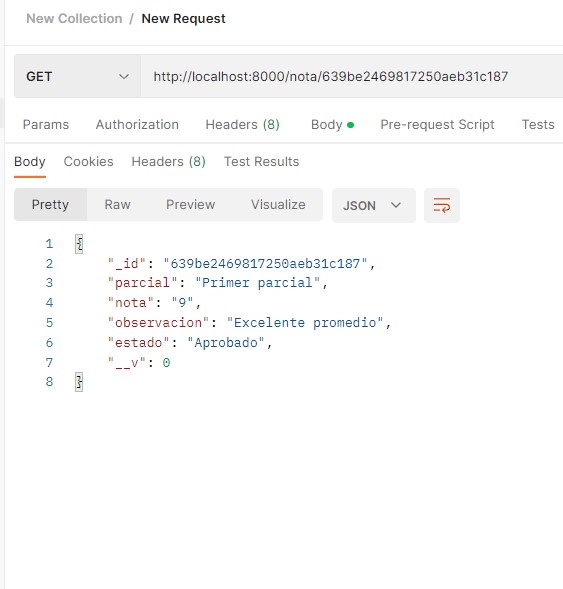 New Collection / New Request
GET http://localhost:8000/nota/639be2469817250aeb31c187
Params Authorization Headers (8) Body Pre-request Script Tests
Body Cookies Headers (8) Test Results
Pretty Raw Preview Visualize JSON
1 {
2 "_id": "639be2469817250aeb31c187",
3 "parcial": "Primer parcial",
4 "nota": "9",
5 "observacion": "Excelente promedio",
6 "estado": "Aprobado",
7 "__v": 0
8 }